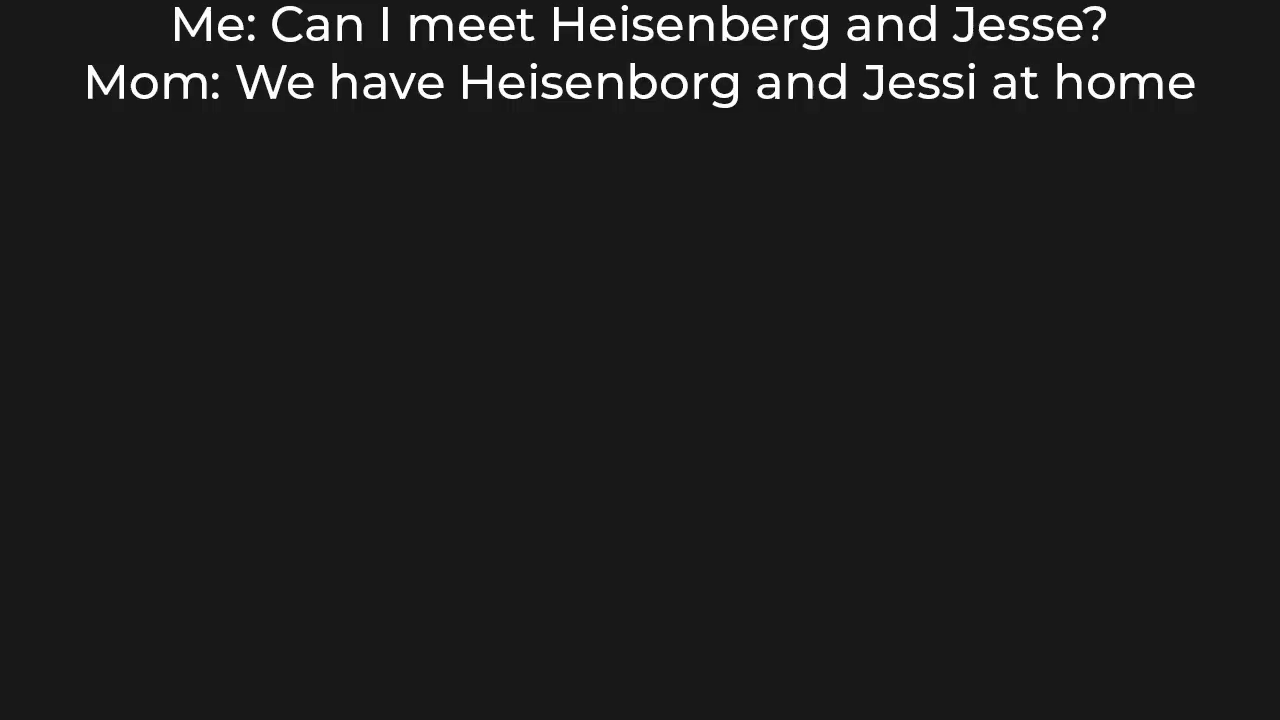 Me: Can I meet Heisenberg and Jesse?
Mom: We have Heisenborg and Jessi at home